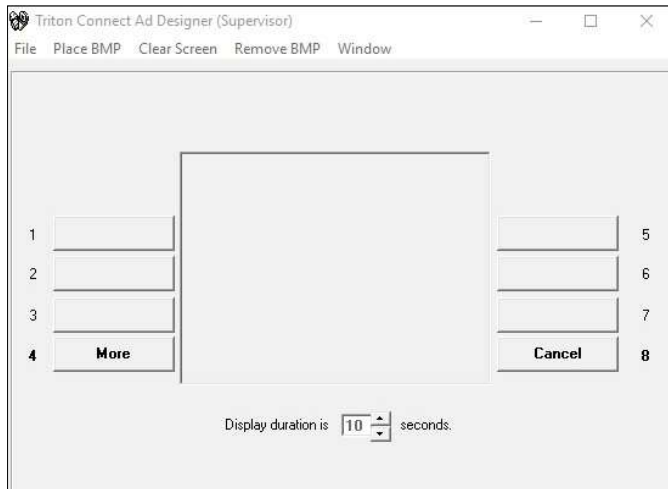 Triton Connect Ad Designer (Supervisor)
File Place BMP Clear Screen Remove BMP Window
1 5
2 6
3 7
4 More Cancel 8
Display duration is 10 seconds.